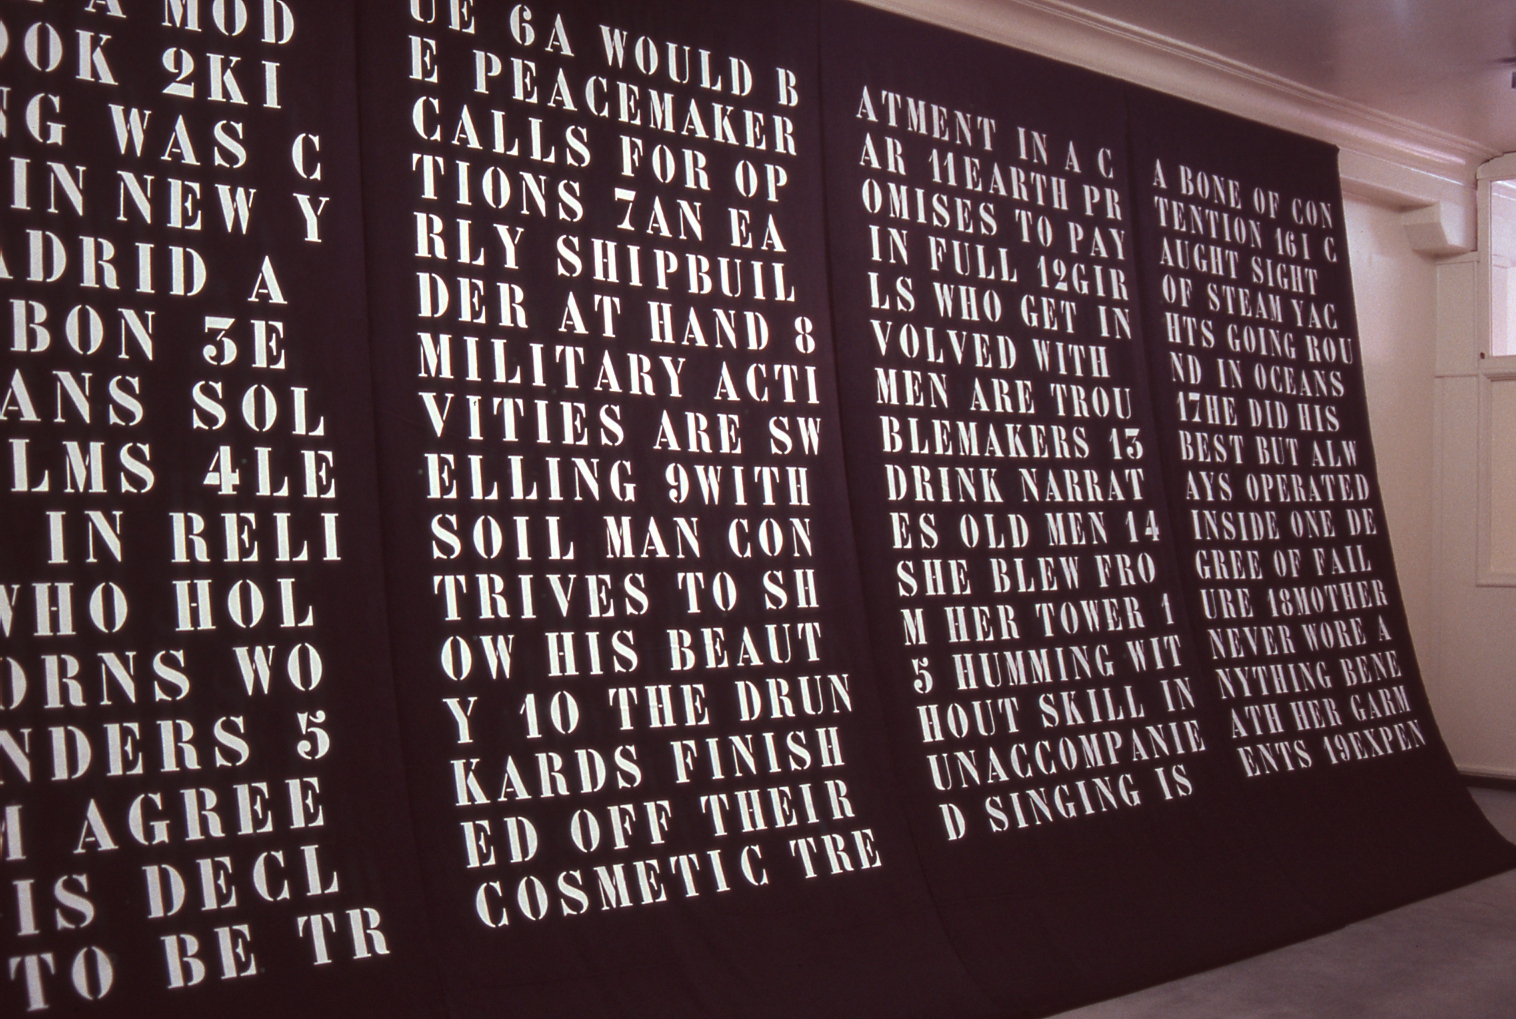 A MOD
OOK 2KI
NG WAS C
IN NEW Y
ADRID A
BON 3E
ANS SOL
LMS 4LE
IN RELI
WHO HOL
ORNS WO
NDERS 5
M AGREE
IS DECL
TO BE TR
UE 6A WOULD B
E PEACEMAKER
CALLS FOR OP
TIONS 7AN EA
RLY SHIPBUIL
DER AT HAND 8
MILITARY ACTI
VITIES ARE SW
ELLING 9WITH
SOIL MAN CON
TRIVES TO SH
OW HIS BEAUT
Y 10 THE DRUN
KARDS FINISH
ED OFF THEIR
COSMETIC TRE
ATMENT IN A C
AR 11EARTH PR
OMISES TO PAY
IN FULL 12GIR
LS WHO GET IN
VOLVED WITH
MEN ARE TROU
BLEMAKERS 13
DRINK NARRAT
ES OLD MEN 14
SHE BLEW FRO
M HER TOWER 1
5 HUMMING WIT
HOUT SKILL IN
UNACCOMPANIE
D SINGING IS
A BONE OF CON
TENTION 16I C
AUGHT SIGHT
OF STEAM YAC
HTS GOING ROU
ND IN OCEANS
17HE DID HIS
BEST BUT ALW
AYS OPERATED
INSIDE ONE DE
GREE OF FAIL
URE 18MOTHER
NEVER WORE A
NYTHING BENE
ATH HER GARM
ENTS 19EXPEN